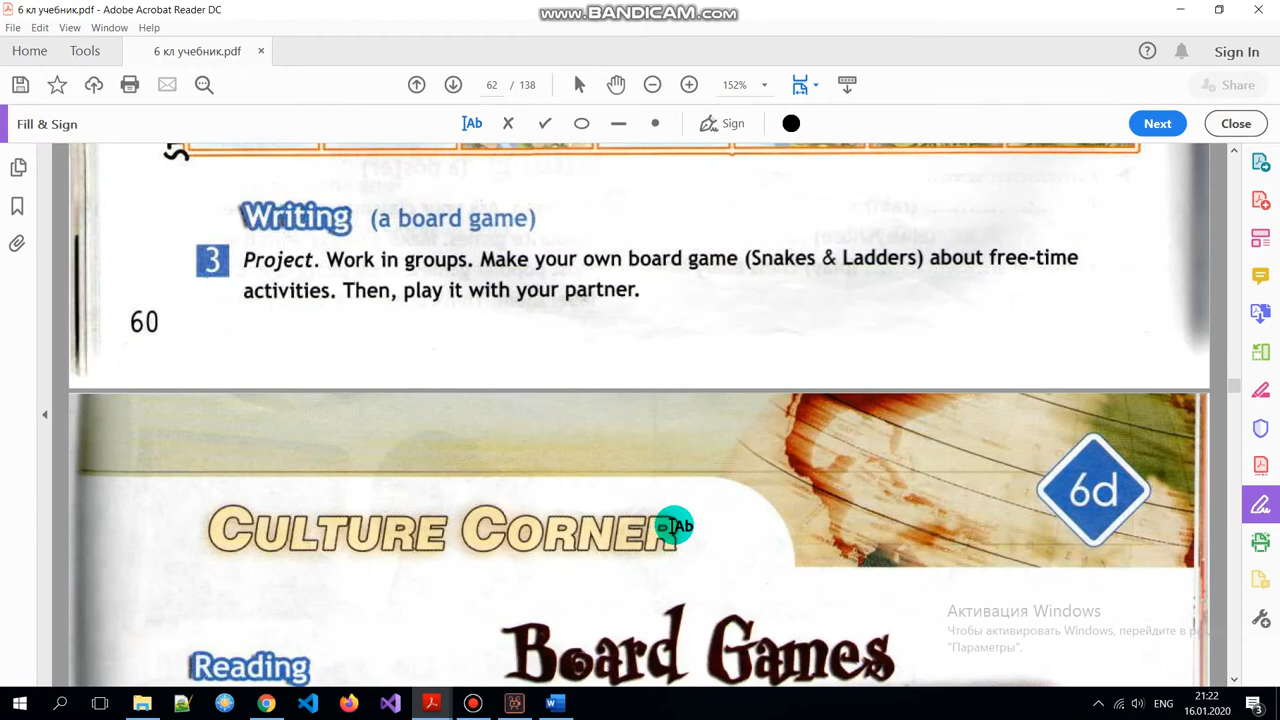 6 кл учебник.pdf - Adobe Acrobat Reader DC
WWW.BANDICAM.COM
File Edit View Window Help
Home Tools 6 кл учебник.pdf × Sign In
62 / 138 152% Share
Fill & Sign Ab Sign Next Close
Writing (a board game)
3 Project. Work in groups. Make your own board game (Snakes & Ladders) about free-time
activities. Then, play it with your partner.
60
6d
CULTURE CORNER
Ab
Board Games
Reading
Активация Windows
Чтобы активировать Windows, перейдите в
"Параметры".
ENG
21:22
16.01.2020
3